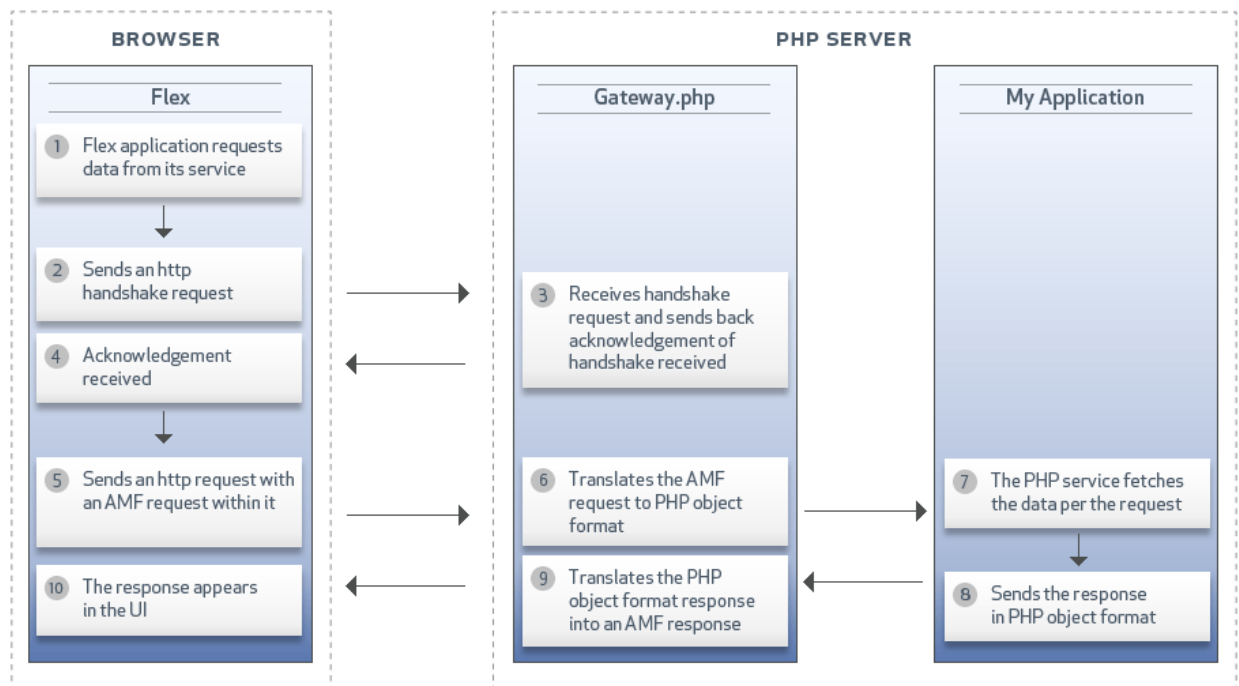 BROWSER
PHP SERVER
Flex
Gateway.php
My Application
1 Flex application requests
data from its service
2 Sends an http
handshake request
3 Receives handshake
request and sends back
acknowledgement of
handshake received
4 Acknowledgement
received
5 Sends an http request with
an AMF request within it
6 Translates the AMF
request to PHP object
format
7 The PHP service fetches
the data per the request
8 Sends the response
in PHP object format
9 Translates the PHP
object format response
into an AMF response
10 The response appears
in the UI